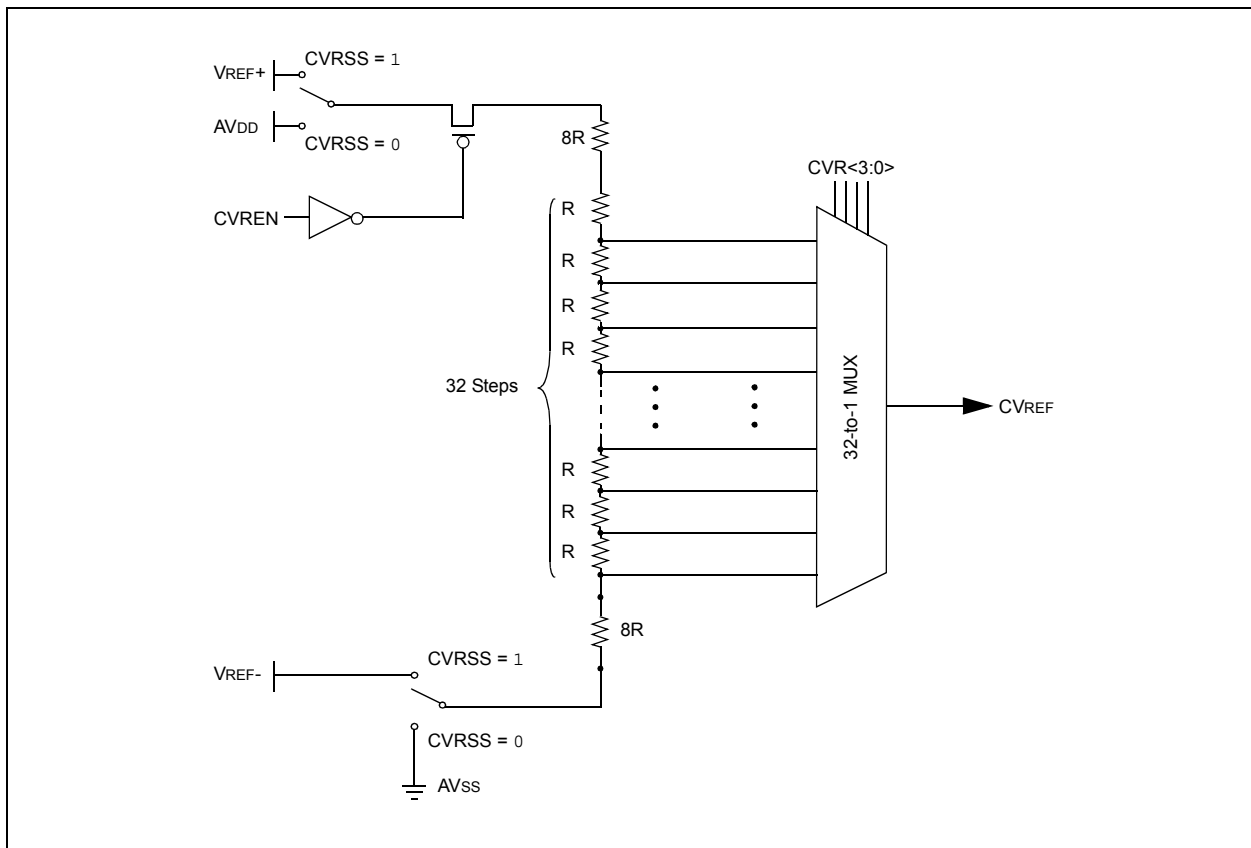 CVRSS = 1
VREF+
AVDD
CVRSS = 0
8R
CVR<3:0>
CVREN
R
R
R
R
32 Steps
32-to-1 MUX
CVREF
R
R
R
8R
CVRSS = 1
VREF-
CVRSS = 0
AVSS